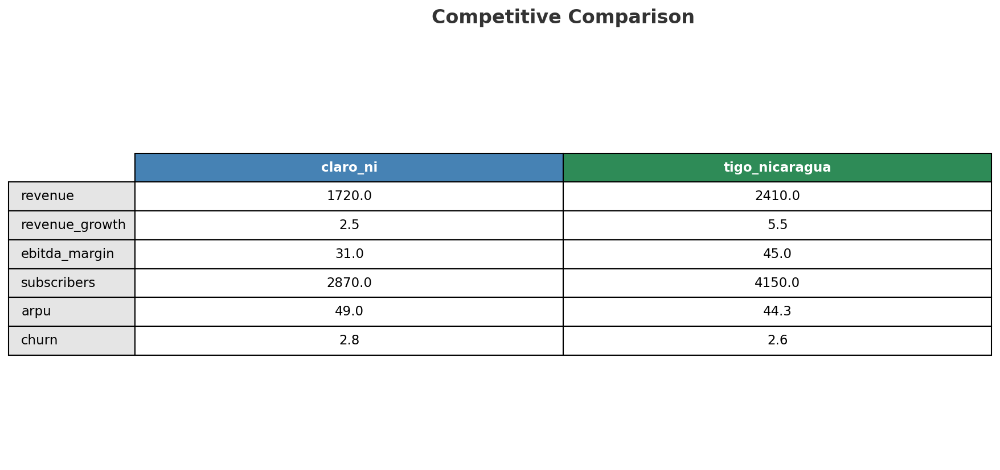 Competitive Comparison
claro_ni tigo_nicaragua
revenue 1720.0 2410.0
revenue_growth 2.5 5.5
ebitda_margin 31.0 45.0
subscribers 2870.0 4150.0
arpu 49.0 44.3
churn 2.8 2.6